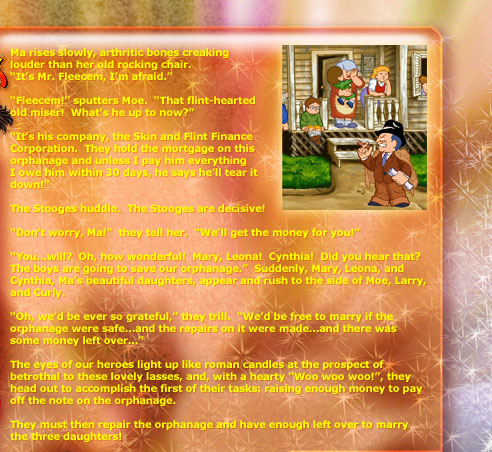 Ma rises slowly, arthritic bones creaking
louder than her old rocking chair.
“It’s Mr. Fleecem, I’m afraid.”
“Fleecem!” sputters Moe.  “That flint-hearted
old miser!  What’s he up to now?”
“It’s his company, the Skin and Flint Finance
Corporation.  They hold the mortgage on this
orphanage and unless I pay him everything
I owe him within 30 days, he says he’ll tear it
down!”
The Stooges huddle.  The Stooges are decisive!
“Don’t worry, Ma!”  they tell her.  “We’ll get the money for you!”
“You...will?  Oh, how wonderful!  Mary, Leona!  Cynthia!  Did you hear that?
The boys are going to save our orphanage.”  Suddenly, Mary, Leona, and
Cynthia, Ma’s beautiful daughters, appear and rush to the side of Moe, Larry,
and Curly.
“Oh, we’d be ever so grateful,” they trill.  “We’d be free to marry if the
orphanage were safe...and the repairs on it were made...and there was
some money left over...”
The eyes of our heroes light up like roman candles at the prospect of
betrothal to these lovely lasses, and, with a hearty “Woo woo woo!”, they
head out to accomplish the first of their tasks: raising enough money to pay
off the note on the orphanage.
They must then repair the orphanage and have enough left over to marry
the three daughters!